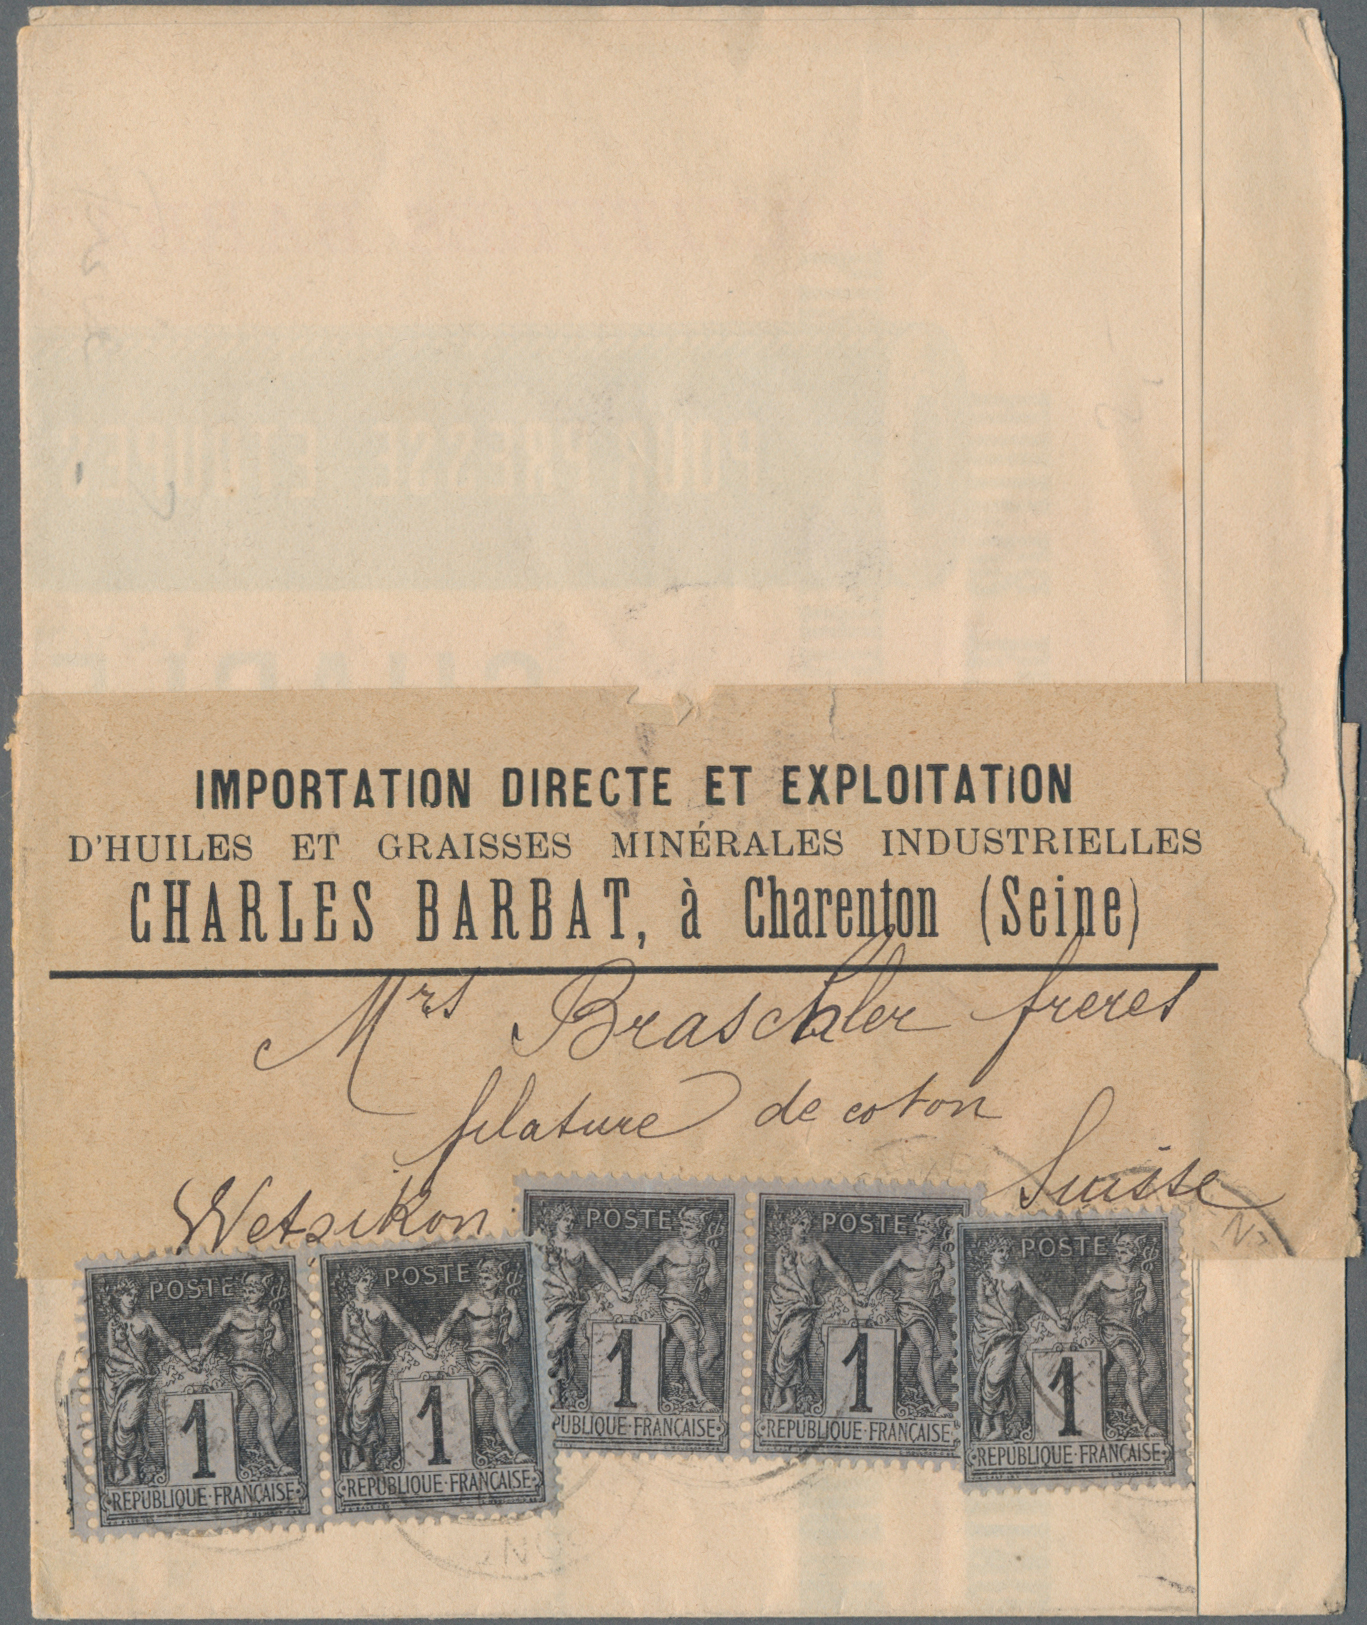 IMPORTATION DIRECTE ET EXPLOITATION
D'HUILES ET GRAISSES MINÉRALES INDUSTRIELLES
CHARLES BARBAT, à Charenton (Seine)
Mrs Braschler freres
filature de coton
Suisse
Wetsikon
POSTE
1
REPUBLIQUE·FRANÇAISE
POSTE
1
REPUBLIQUE·FRANÇAISE
POSTE
1
PUBLIQUE·FRANÇAISE
POSTE
1
REPUBLIQUE·FRANÇAISE
POSTE
1
REPUBLIQUE·FRANÇAISE